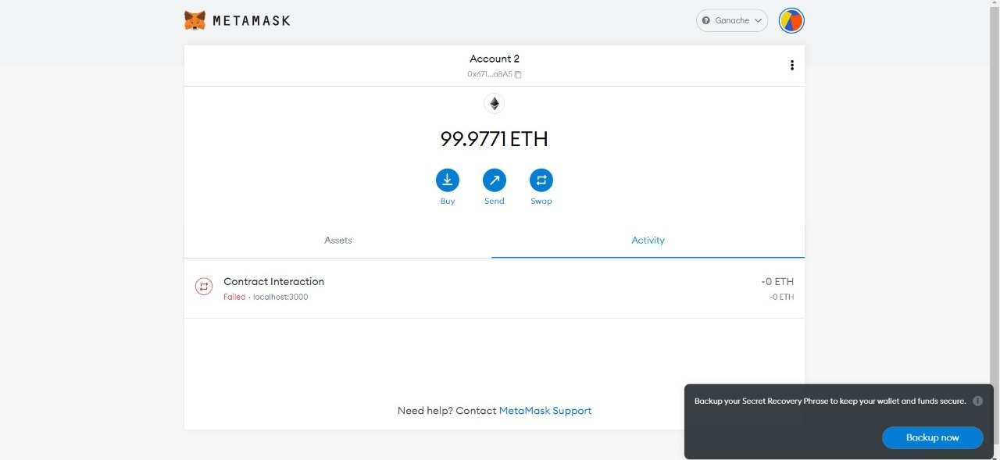 METAMASK
Ganache
Account 2
0x671...a8A5
99.9771 ETH
Buy Send Swap
Assets Activity
Contract Interaction -0 ETH
Failed · localhost:3000 -0 ETH
Need help? Contact MetaMask Support
Backup your Secret Recovery Phrase to keep your wallet and funds secure.
Backup now